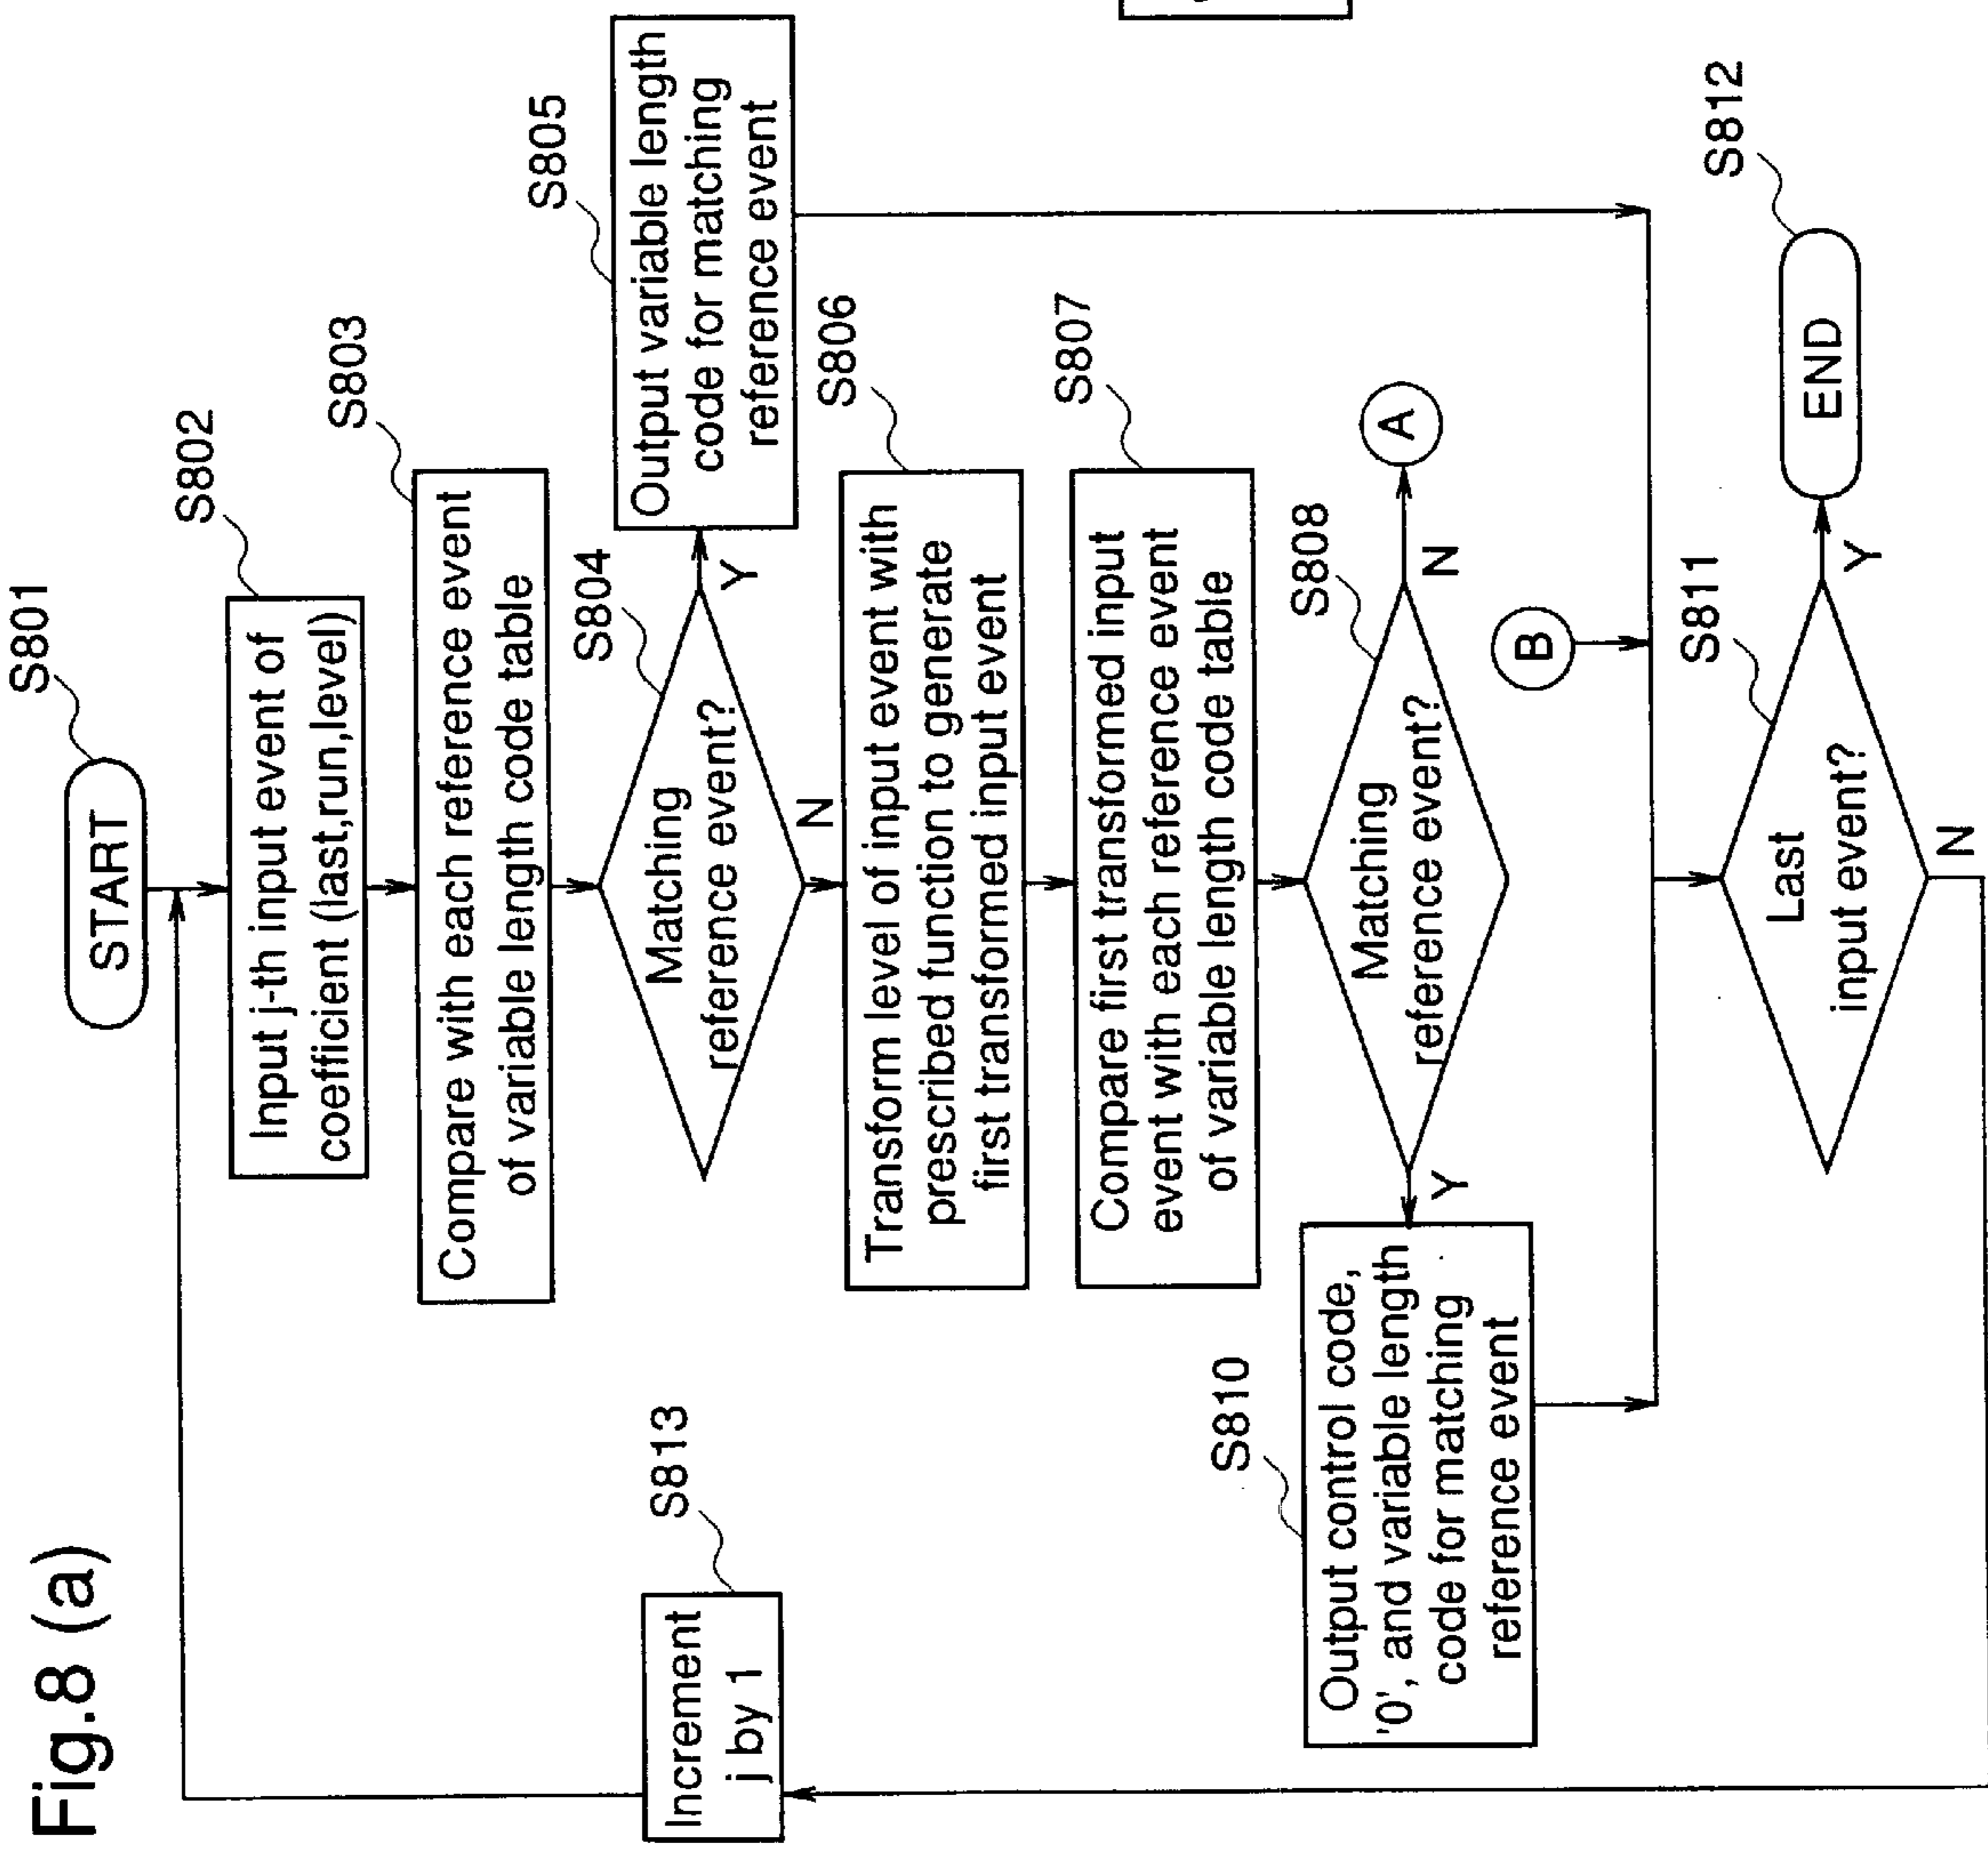 Fig.8 (a)
START
S801
Input j-th input event of
coefficient (last,run,level)
S802
Compare with each reference event
of variable length code table
S803
Matching
reference event?
S804
Y
N
Output variable length
code for matching
reference event
S805
Transform level of input event with
prescribed function to generate
first transformed input event
S806
Compare first transformed input
event with each reference event
of variable length code table
S807
Matching
reference event?
S808
Y
N
A
Output control code,
'0', and variable length
code for matching
reference event
S810
B
Last
input event?
S811
Y
N
END
S812
Increment
j by 1
S813